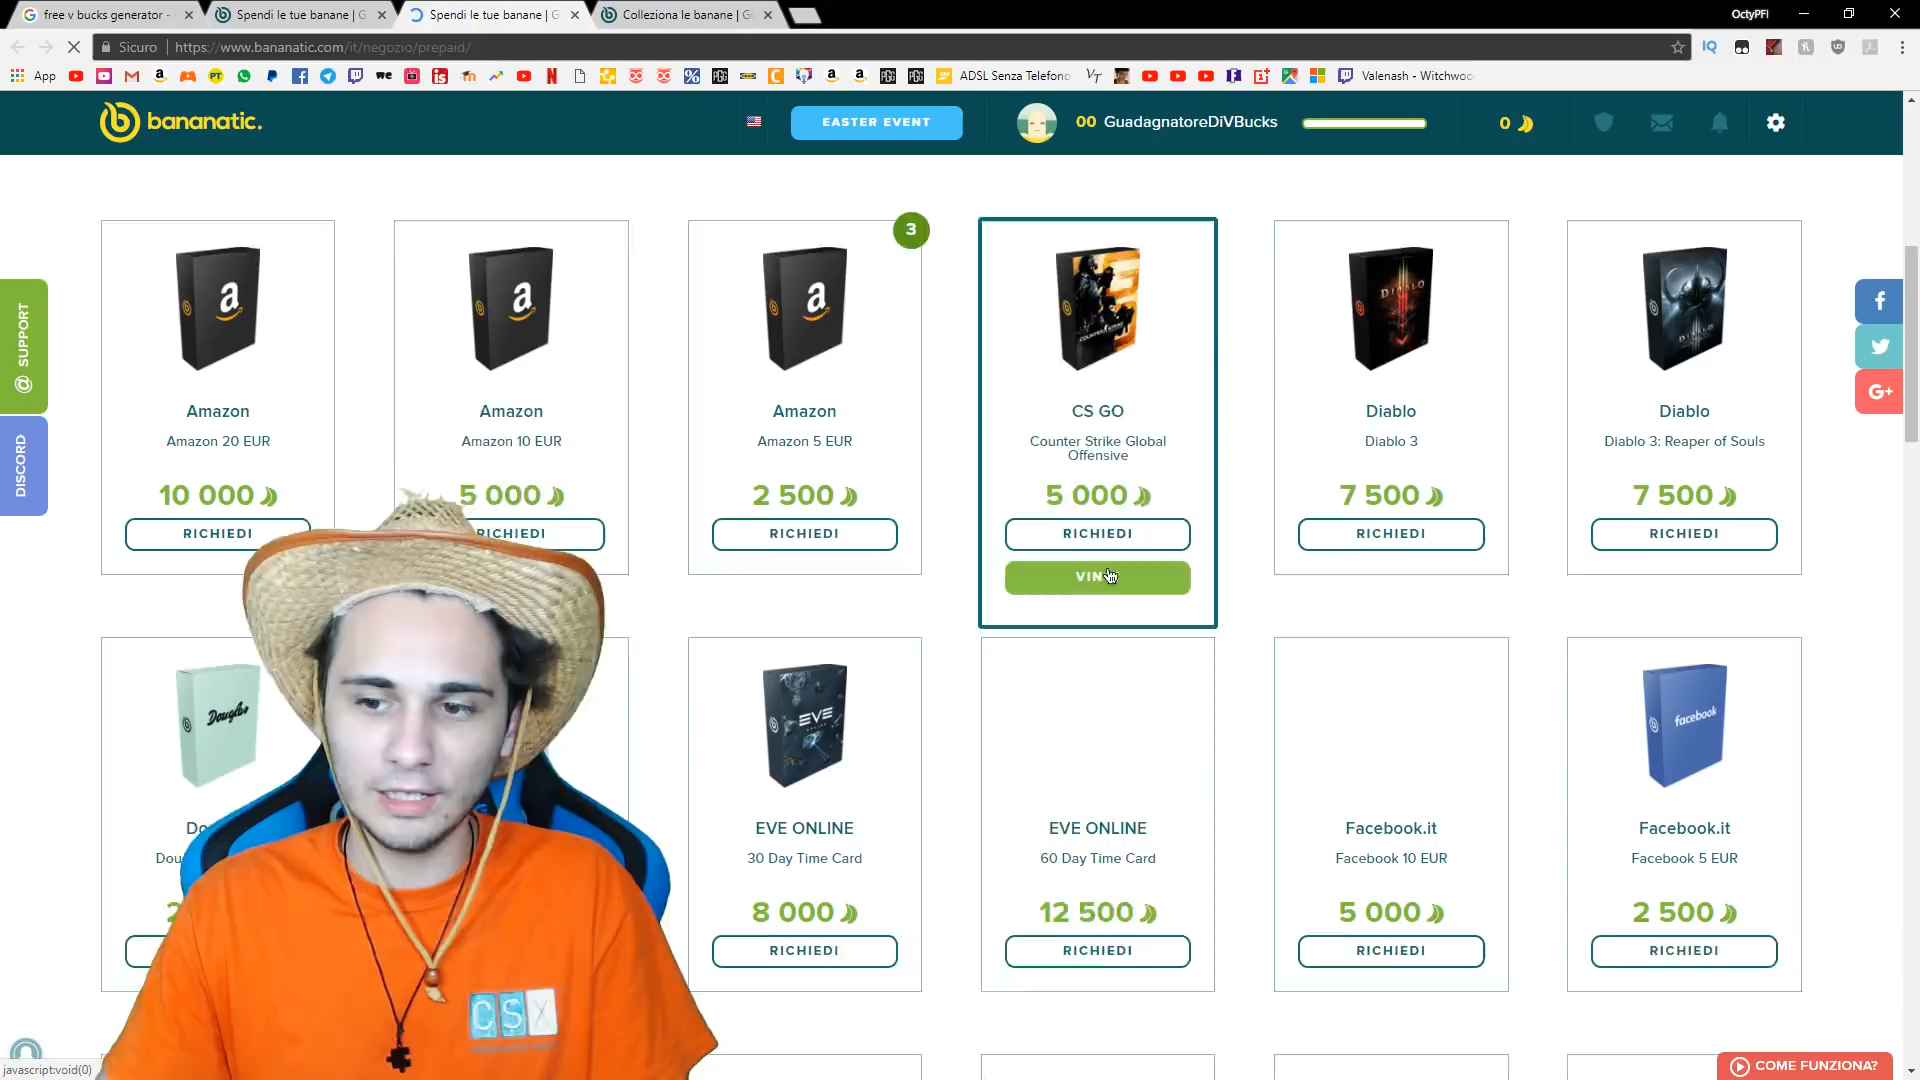 free v bucks generator -
Spendi le tue banane | G
Spendi le tue banane | G
Colleziona le banane | G
OctyPFI
Sicuro
https://www.bananatic.com/it/negozio/prepaid/
App
ADSL Senza Telefono
Valenash - Witchwoo
bananatic.
EASTER EVENT
00 GuadagnatoreDiVBucks
0
@ SUPPORT
DISCORD
3
Amazon
Amazon 20 EUR
10 000
RICHIEDI
Amazon
Amazon 10 EUR
5 000
RICHIEDI
Amazon
Amazon 5 EUR
2 500
RICHIEDI
CS GO
Counter Strike Global
Offensive
5 000
RICHIEDI
Diablo
Diablo 3
7 500
RICHIEDI
Diablo
Diablo 3: Reaper of Souls
7 500
RICHIEDI
Douglas
EVE
EVE ONLINE
30 Day Time Card
8 000
RICHIEDI
EVE ONLINE
60 Day Time Card
12 500
RICHIEDI
Facebook.it
Facebook 10 EUR
5 000
RICHIEDI
facebook
Facebook.it
Facebook 5 EUR
2 500
RICHIEDI
CSX
javascript:void(0)
COME FUNZIONA?